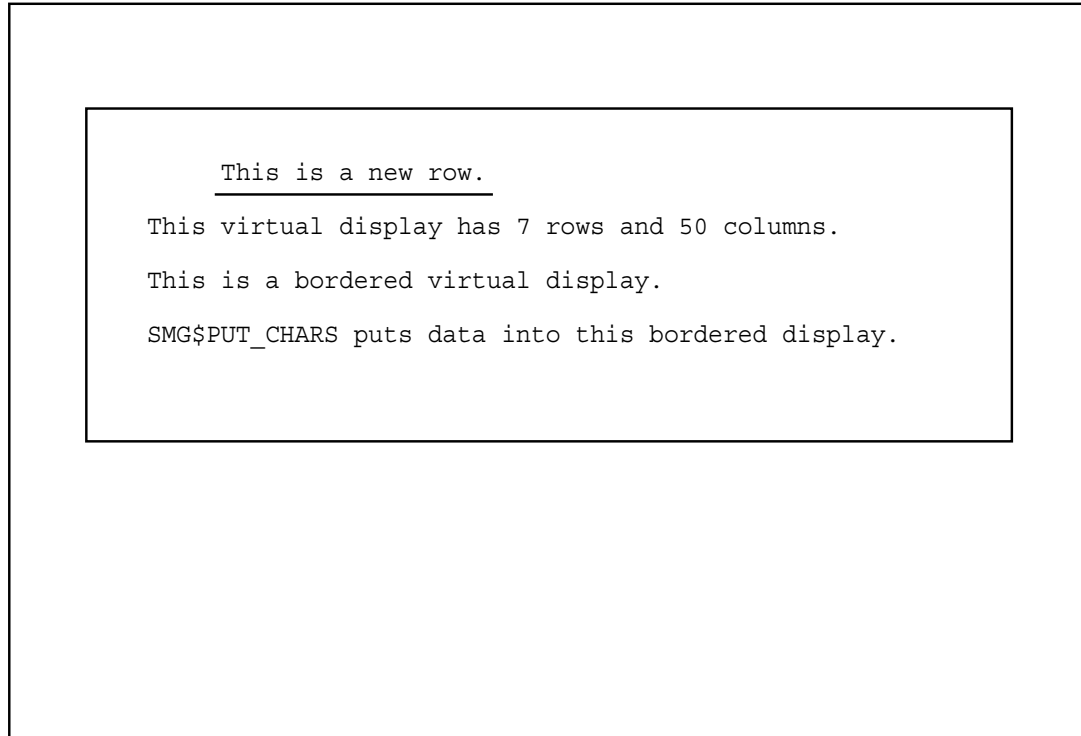 This is a new row.
This virtual display has 7 rows and 50 columns.
This is a bordered virtual display.
SMG$PUT_CHARS puts data into this bordered display.